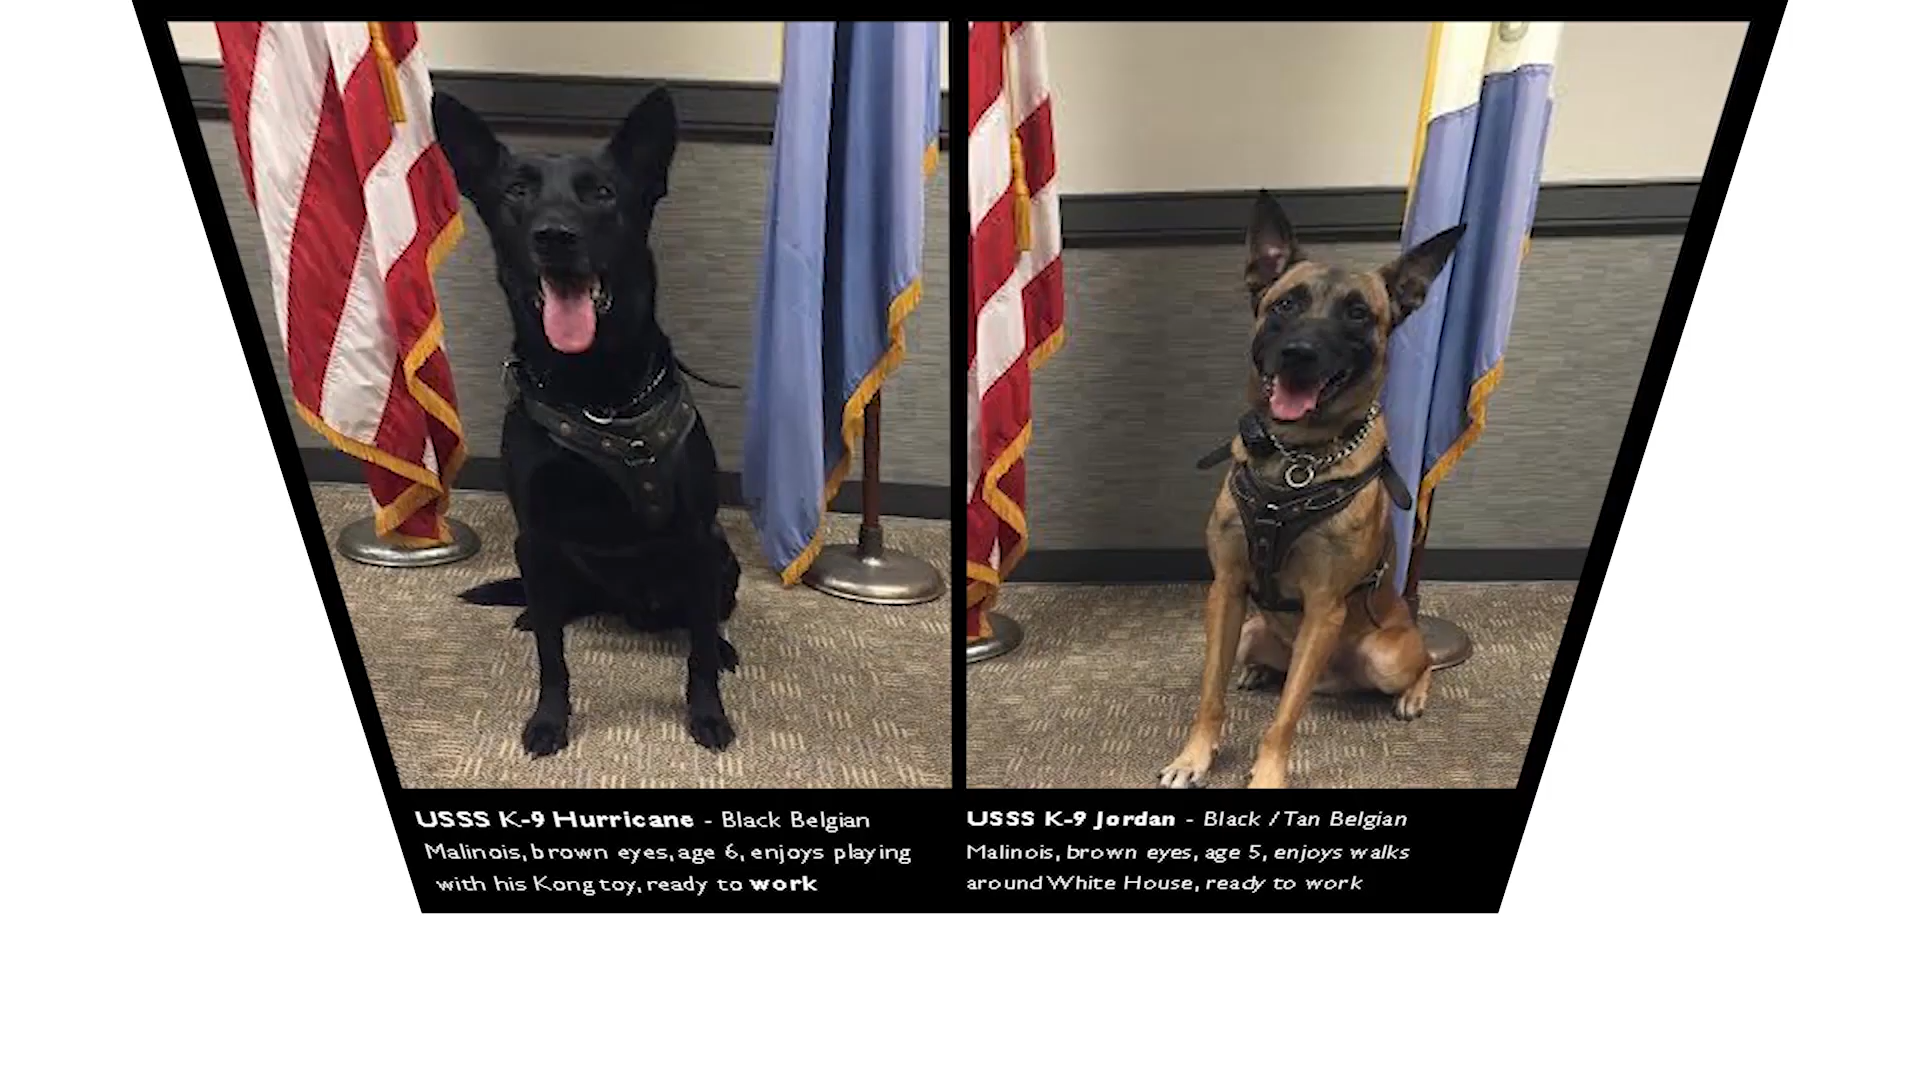 USSS K-9 Hurricane - Black Belgian
Malinois, brown eyes, age 6, enjoys playing
with his Kong toy, ready to work
USSS K-9 Jordan - Black / Tan Belgian
Malinois, brown eyes, age 5, enjoys walks
around White House, ready to work